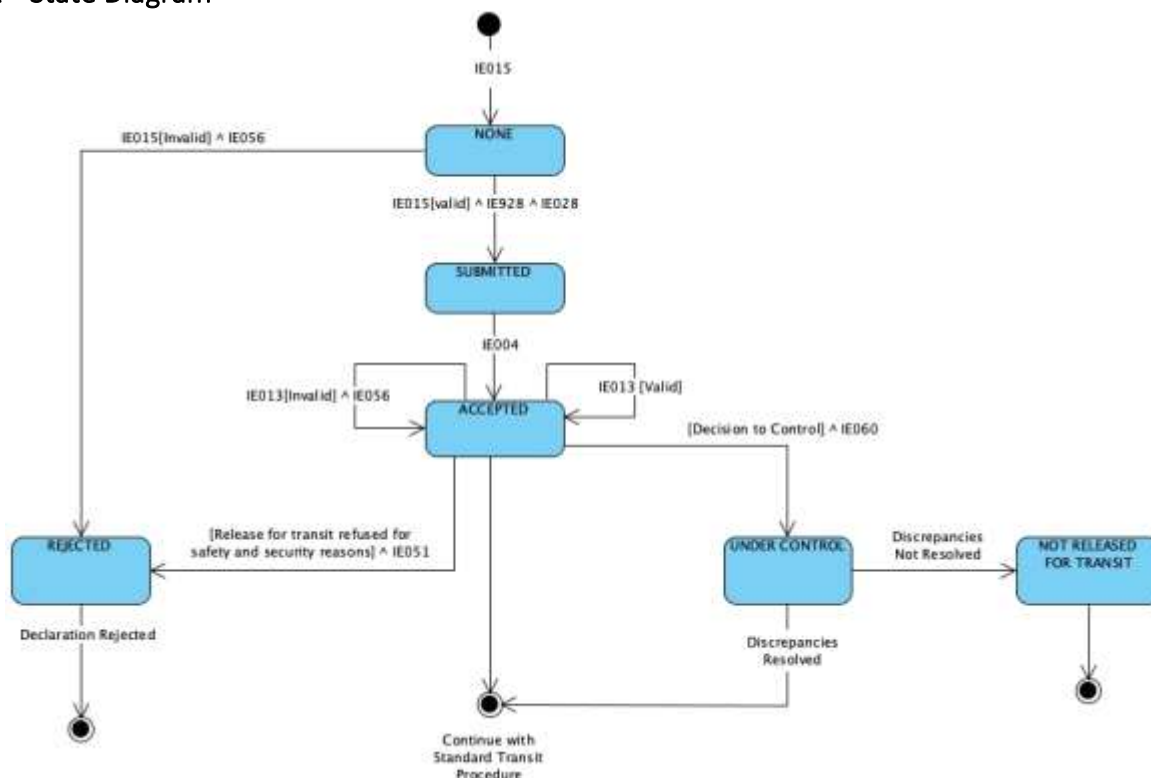 State Diagram
IE015
NONE
IE015[Invalid] ^ IE056
IE015[valid] ^ IE928 ^ IE028
SUBMITTED
IE004
IE013[Invalid] ^ IE056
IE013 [Valid]
ACCEPTED
[Decision to Control] ^ IE060
[Release for transit refused for
safety and security reasons] ^ IE051
REJECTED
UNDER CONTROL
Discrepancies
Not Resolved
NOT RELEASED
FOR TRANSIT
Declaration Rejected
Discrepancies
Resolved
Continue with
Standard Transit
Procedure